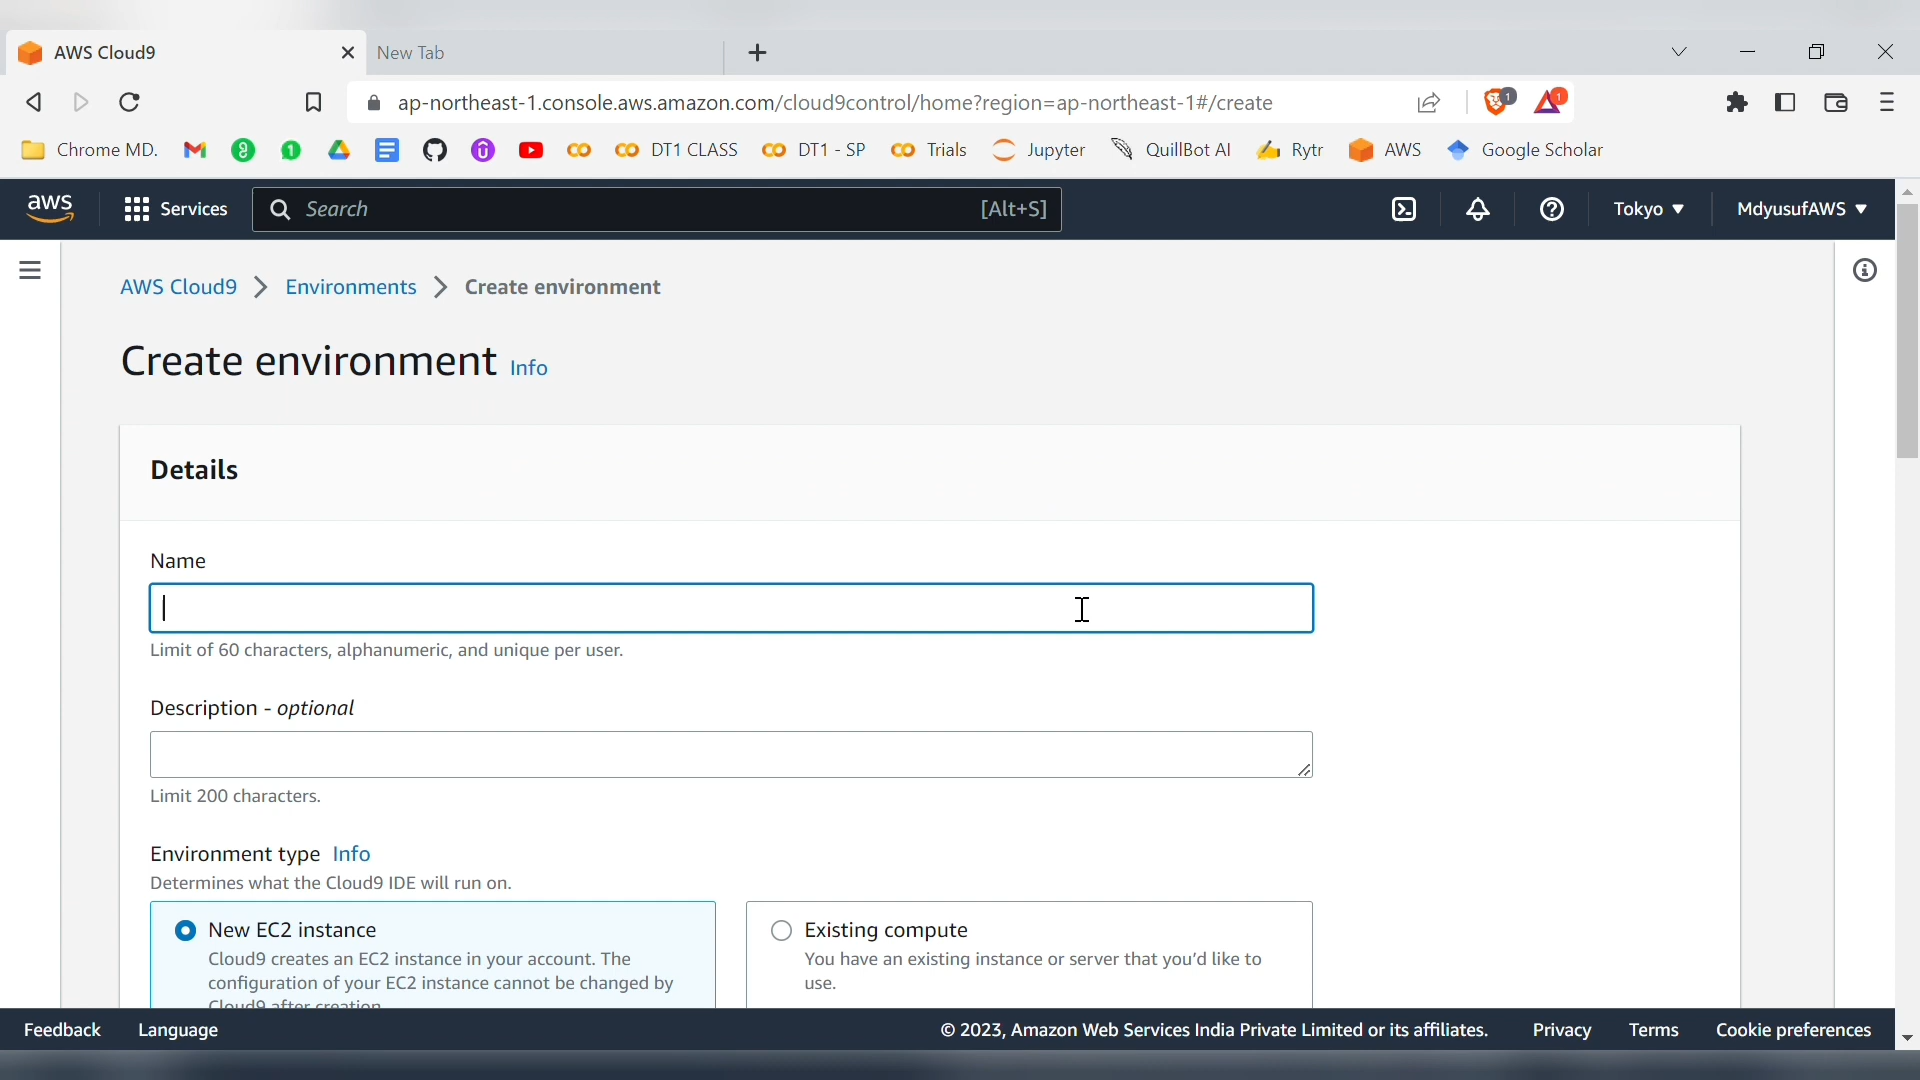 AWS Cloud9
New Tab
ap-northeast-1.console.aws.amazon.com/cloud9control/home?region=ap-northeast-1#/create
1
1
Chrome MD.
DT1 CLASS
DT1 - SP
Trials
Jupyter
QuillBot AI
Rytr
AWS
Google Scholar
aws
Services
Search
[Alt+S]
Tokyo
MdyusufAWS
AWS Cloud9 > Environments > Create environment
Create environment Info
Details
Name
Limit of 60 characters, alphanumeric, and unique per user.
Description - optional
Limit 200 characters.
Environment type Info
Determines what the Cloud9 IDE will run on.
New EC2 instance
Cloud9 creates an EC2 instance in your account. The
configuration of your EC2 instance cannot be changed by
Cloud9 after creation
Existing compute
You have an existing instance or server that you'd like to
use.
Feedback
Language
© 2023, Amazon Web Services India Private Limited or its affiliates.
Privacy
Terms
Cookie preferences